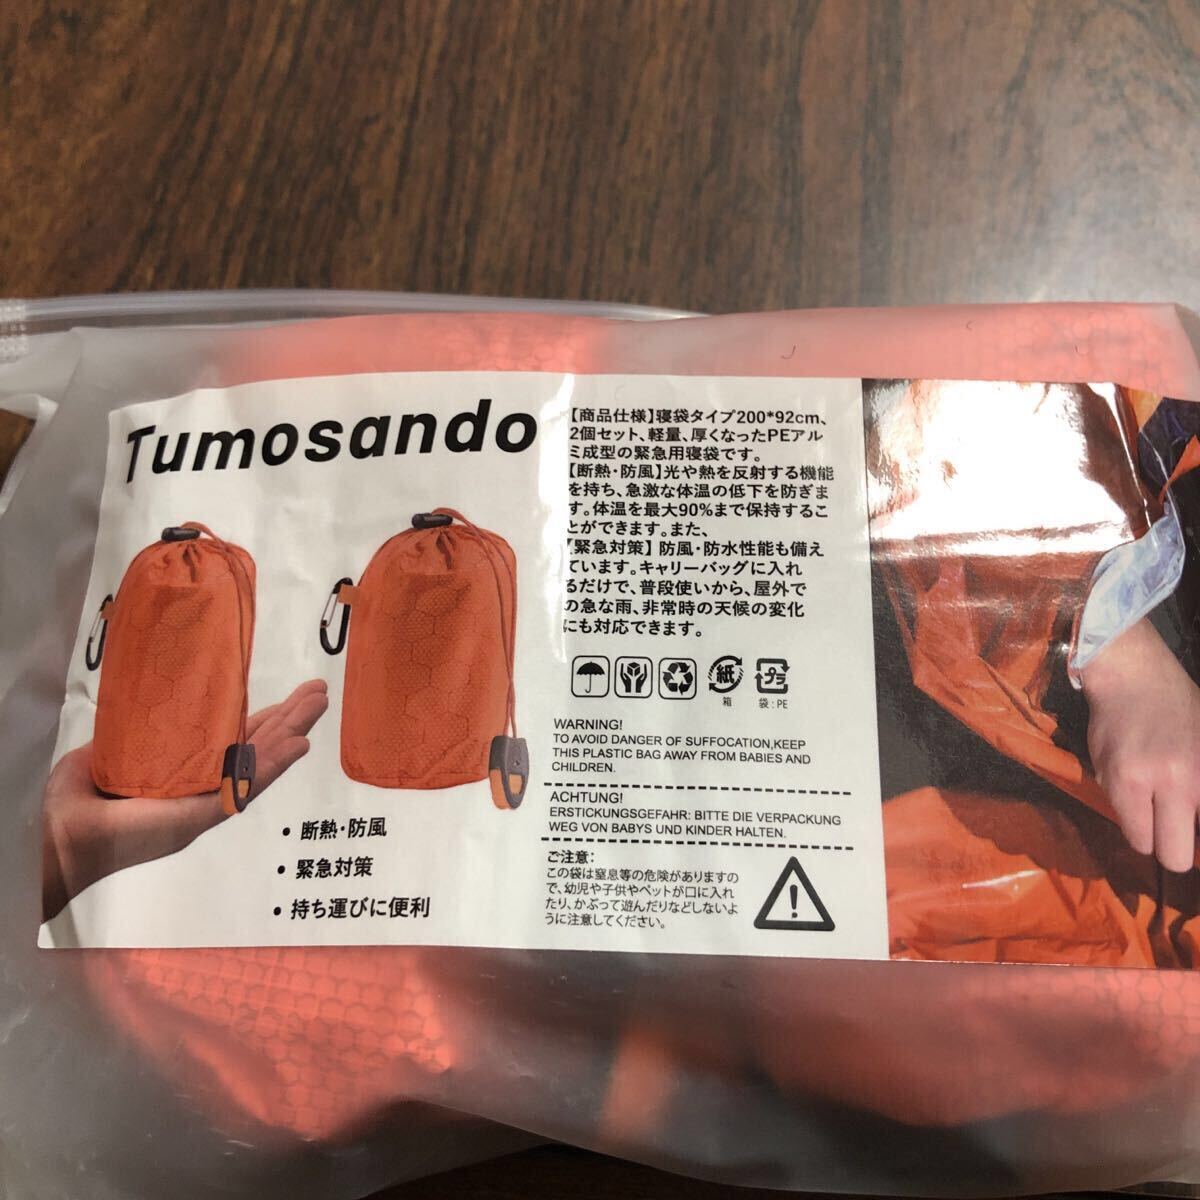 Tumosando
【商品仕様】寝袋タイプ200*92cm、
2個セット、軽量、厚くなったPEアル
ミ成型の緊急用寝袋です。
【断熱・防風】光や熱を反射する機能
を持ち、急激な体温の低下を防ぎま
す。体温を最大90%まで保持するこ
とができます。また、
【緊急対策】防風・防水性能も備え
ています。キャリーバッグに入れ
るだけで、普段使いから、屋外で
の急な雨、非常時の天候の変化
にも対応できます。
紙
箱
プラ
袋:PE
WARNING!
TO AVOID DANGER OF SUFFOCATION,KEEP
THIS PLASTIC BAG AWAY FROM BABIES AND
CHILDREN.
ACHTUNG!
ERSTICKUNGSGEFAHR: BITTE DIE VERPACKUNG
WEG VON BABYS UND KINDER HALTEN.
ご注意:
この袋は窒息等の危険がありますの
で、幼児や子供やペットが口に入れ
たり、かぶって遊んだりなどしないよ
うに注意してください。
• 断熱・防風
• 緊急対策
• 持ち運びに便利